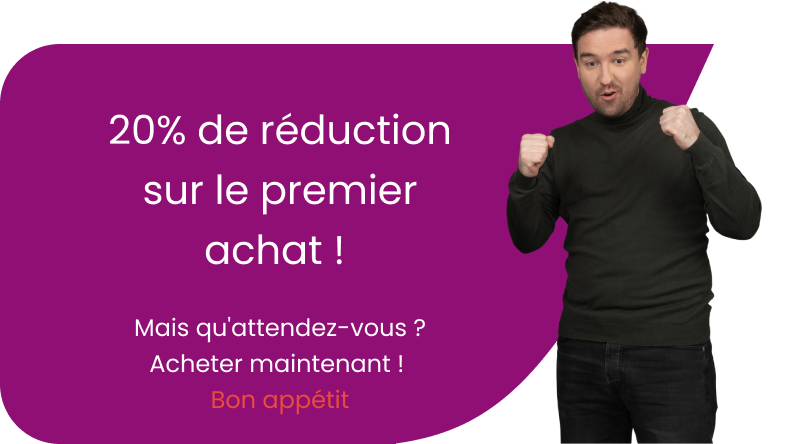 20% de réduction
sur le premier
achat !
Mais qu'attendez-vous ?
Acheter maintenant !
Bon appétit